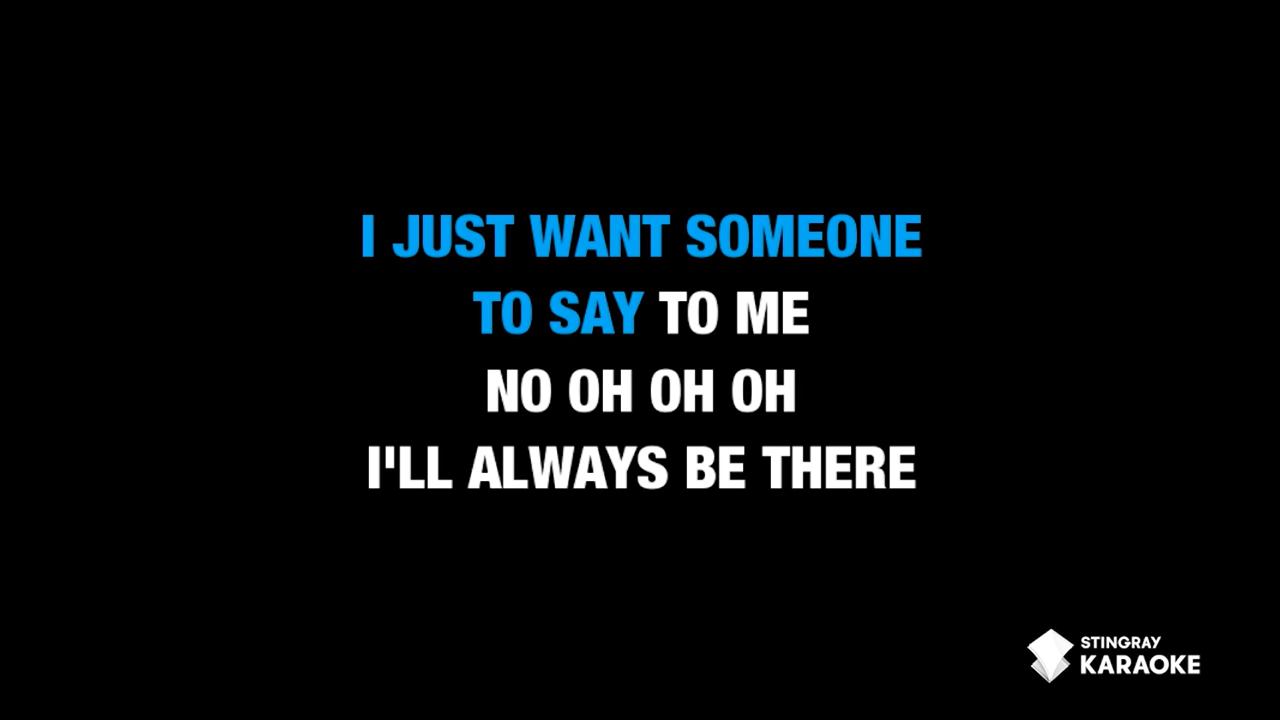 I JUST WANT SOMEONE
TO SAY TO ME
NO OH OH OH
I'LL ALWAYS BE THERE
STINGRAY
KARAOKE